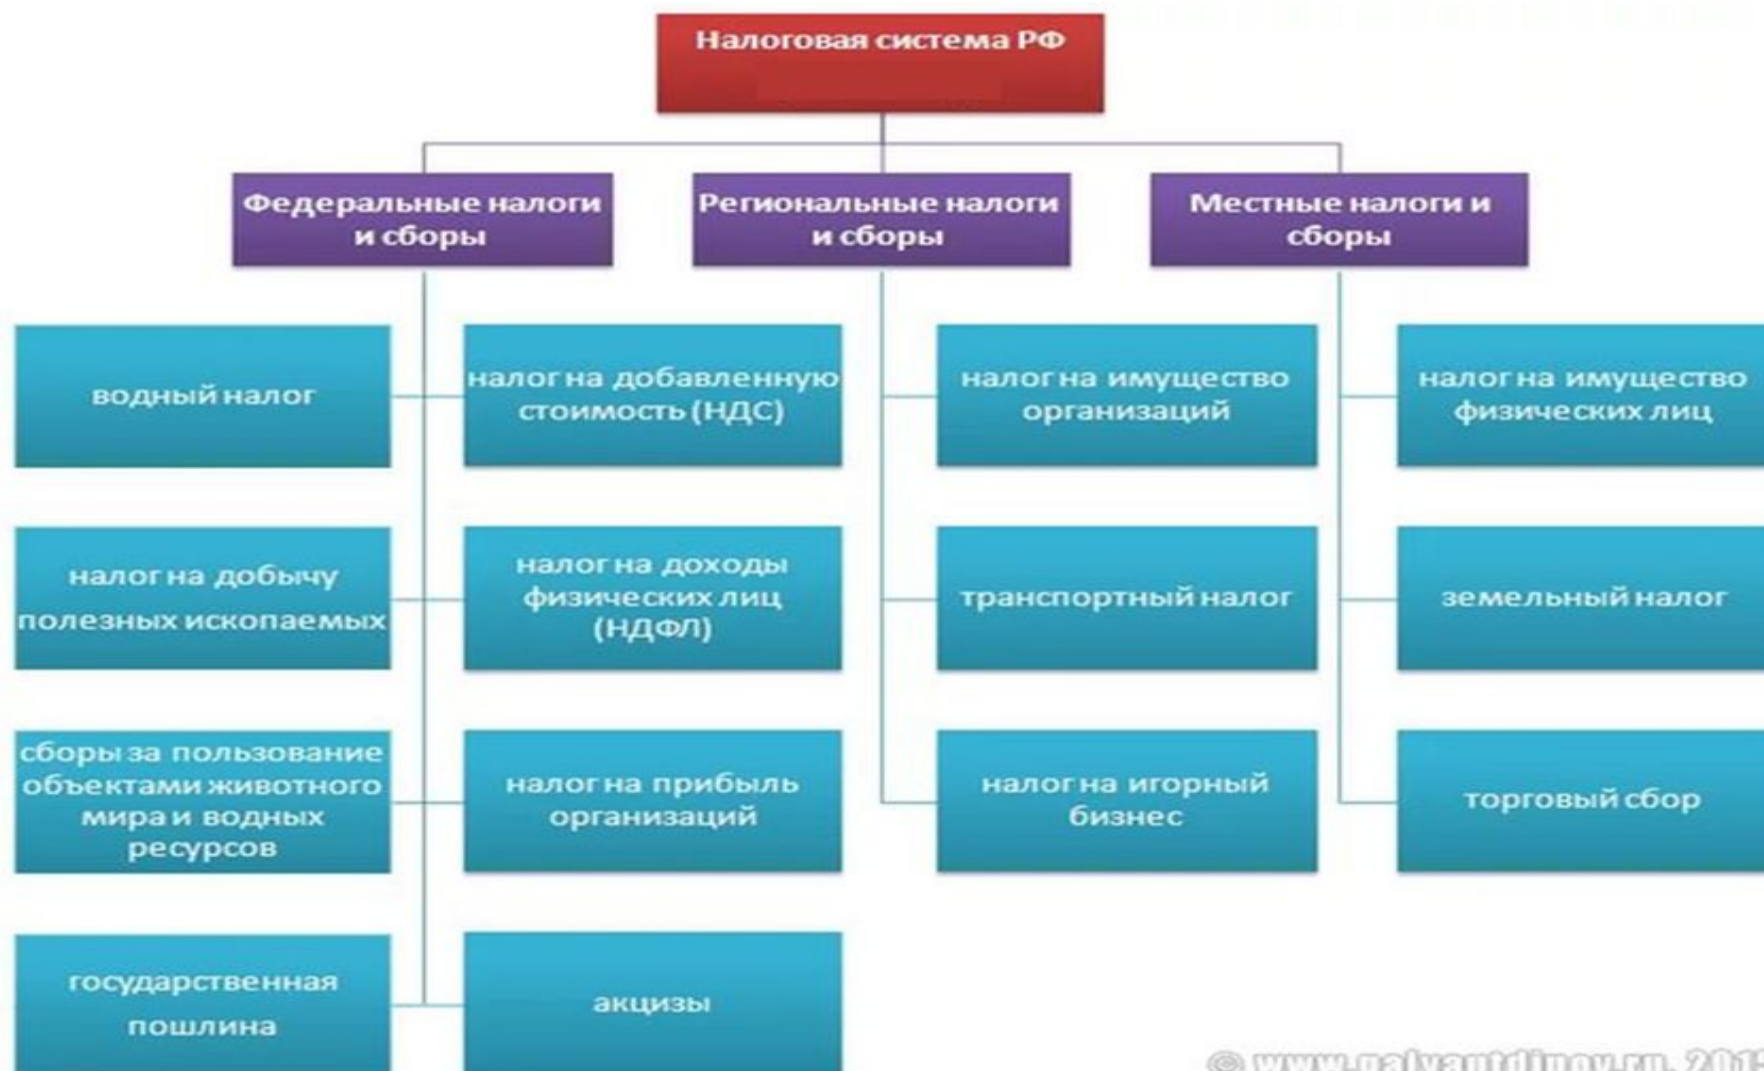 Налоговая система РФ
Федеральные налоги
и сборы
Региональные налоги
и сборы
Местные налоги и
сборы
водный налог
налог на добавленную
стоимость (НДС)
налог на имущество
организаций
налог на имущество
физических лиц
налог на добычу
полезных ископаемых
налог на доходы
физических лиц
(НДФЛ)
транспортный налог
земельный налог
сборы за пользование
объектами животного
мира и водных
ресурсов
налог на прибыль
организаций
налог на игорный
бизнес
торговый сбор
государственная
пошлина
акцизы